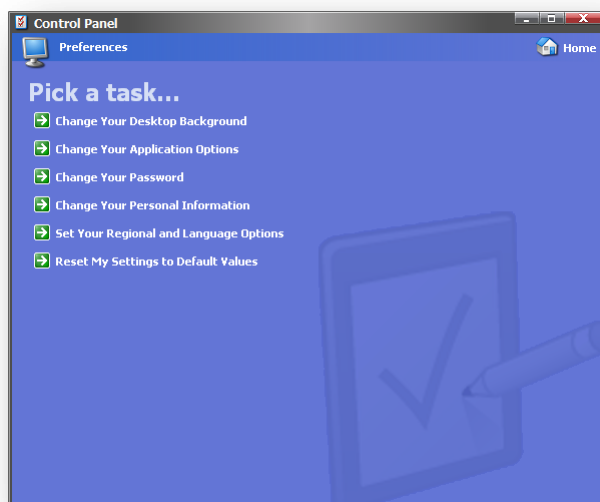 Control Panel
Preferences
Home
Pick a task...
Change Your Desktop Background
Change Your Application Options
Change Your Password
Change Your Personal Information
Set Your Regional and Language Options
Reset My Settings to Default Values